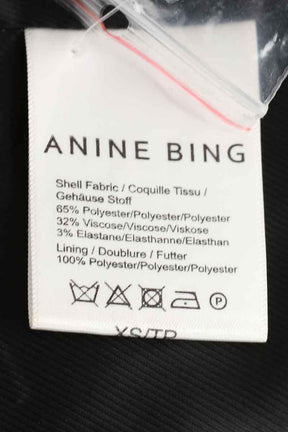 ANINE BING
Shell Fabric / Coquille Tissu /
Gehäuse Stoff
65% Polyester/Polyester/Polyester
32% Viscose/Viscose/Viskose
3% Elastane/Elasthanne/Elasthan
Lining / Doublure / Futter
100% Polyester/Polyester/Polyester
P
XS/TP